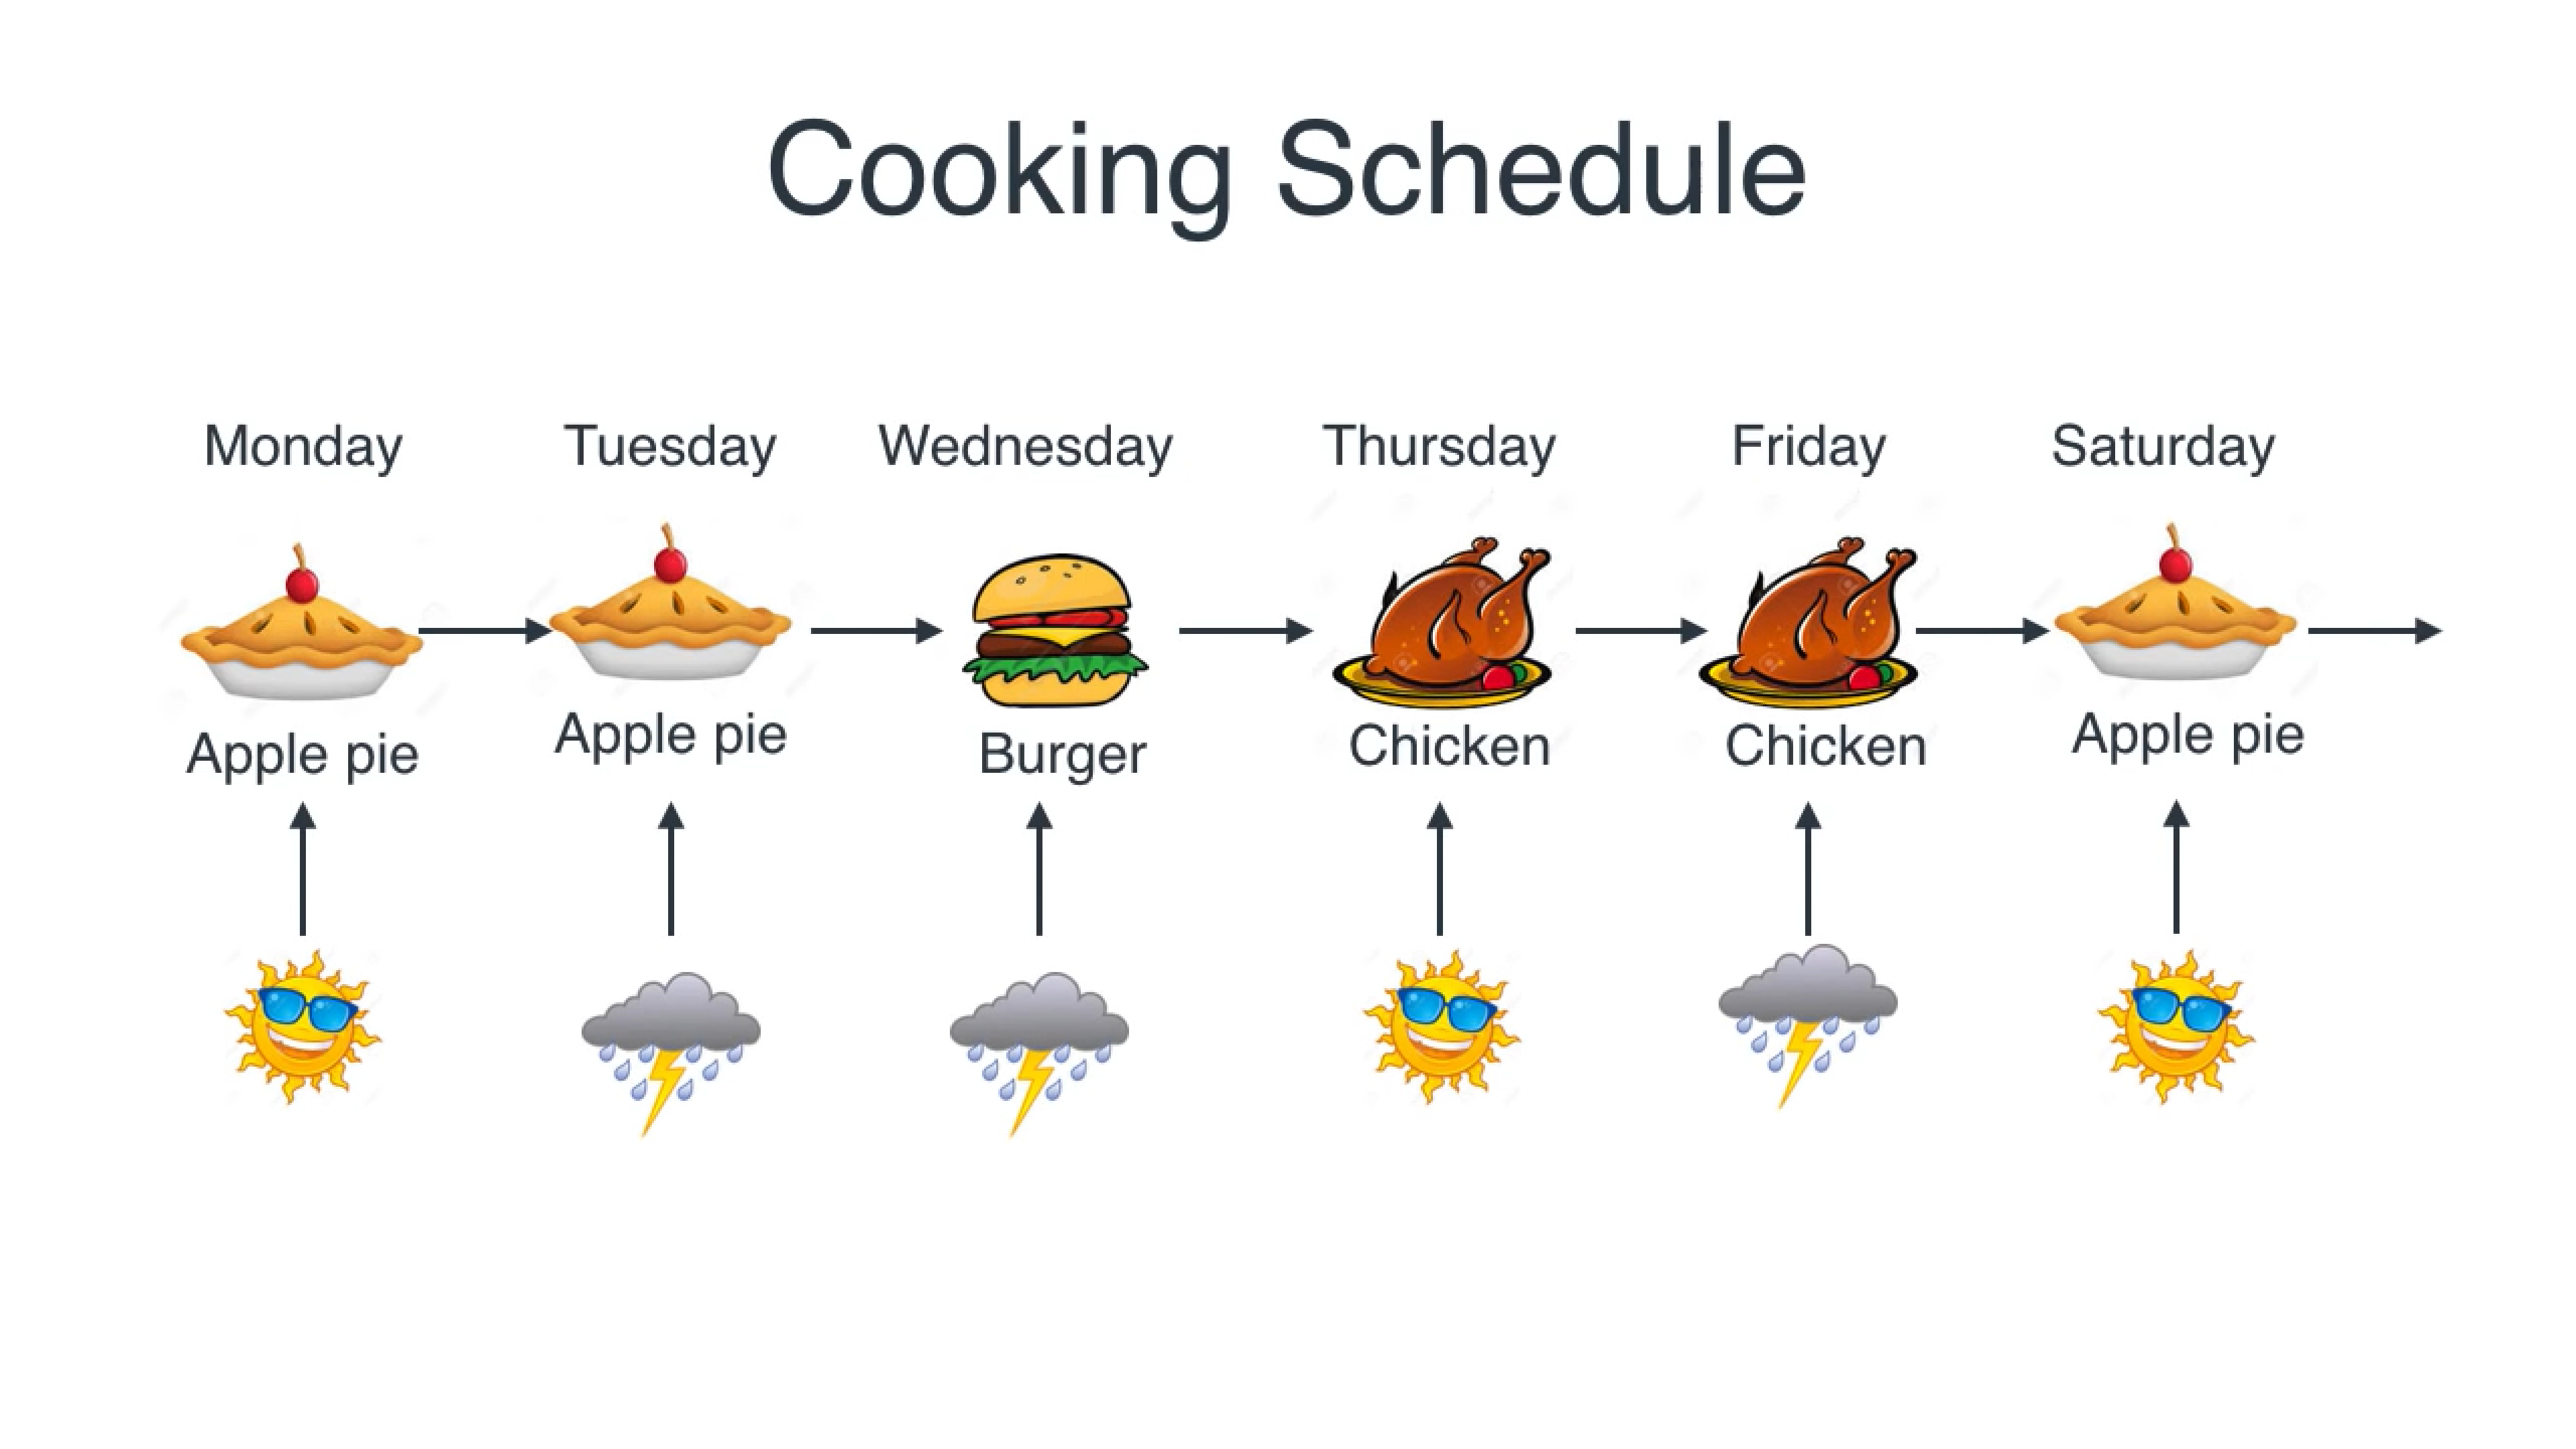 Cooking Schedule
Monday Tuesday Wednesday Thursday Friday Saturday
Apple pie Apple pie Burger Chicken Chicken Apple pie